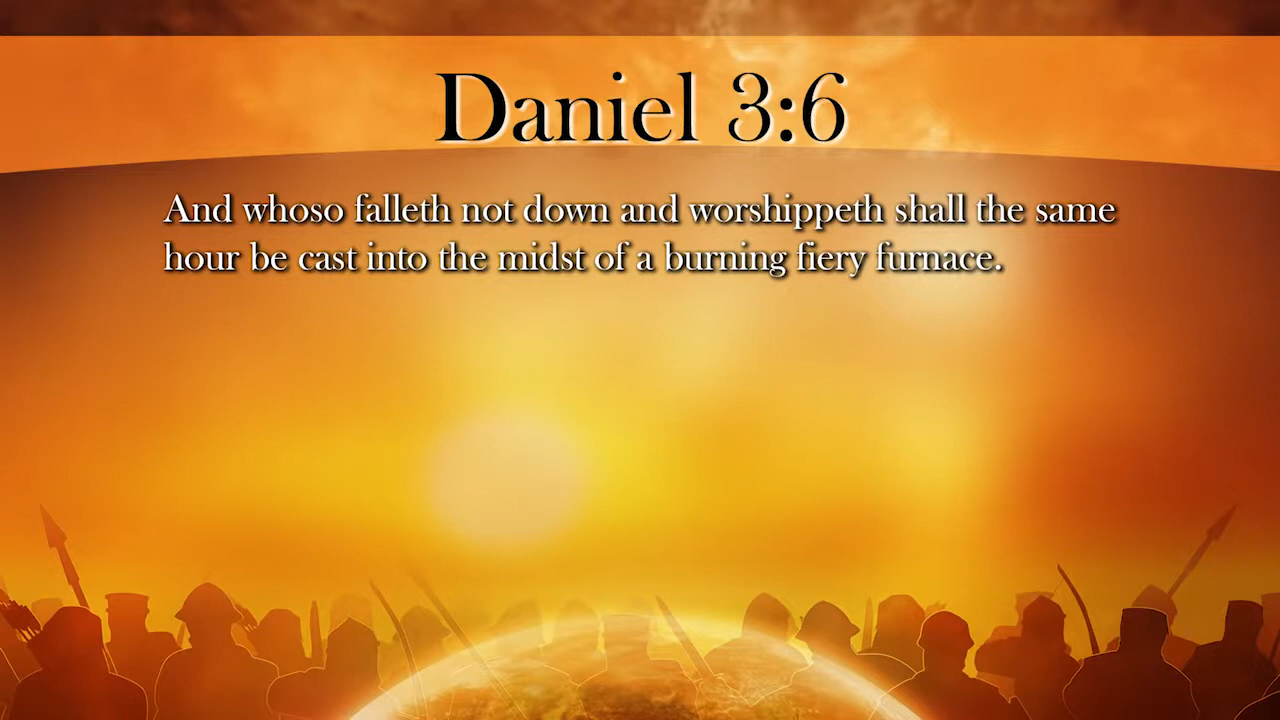 Daniel 3:6
And whoso falleth not down and worshippeth shall the same
hour be cast into the midst of a burning fiery furnace.